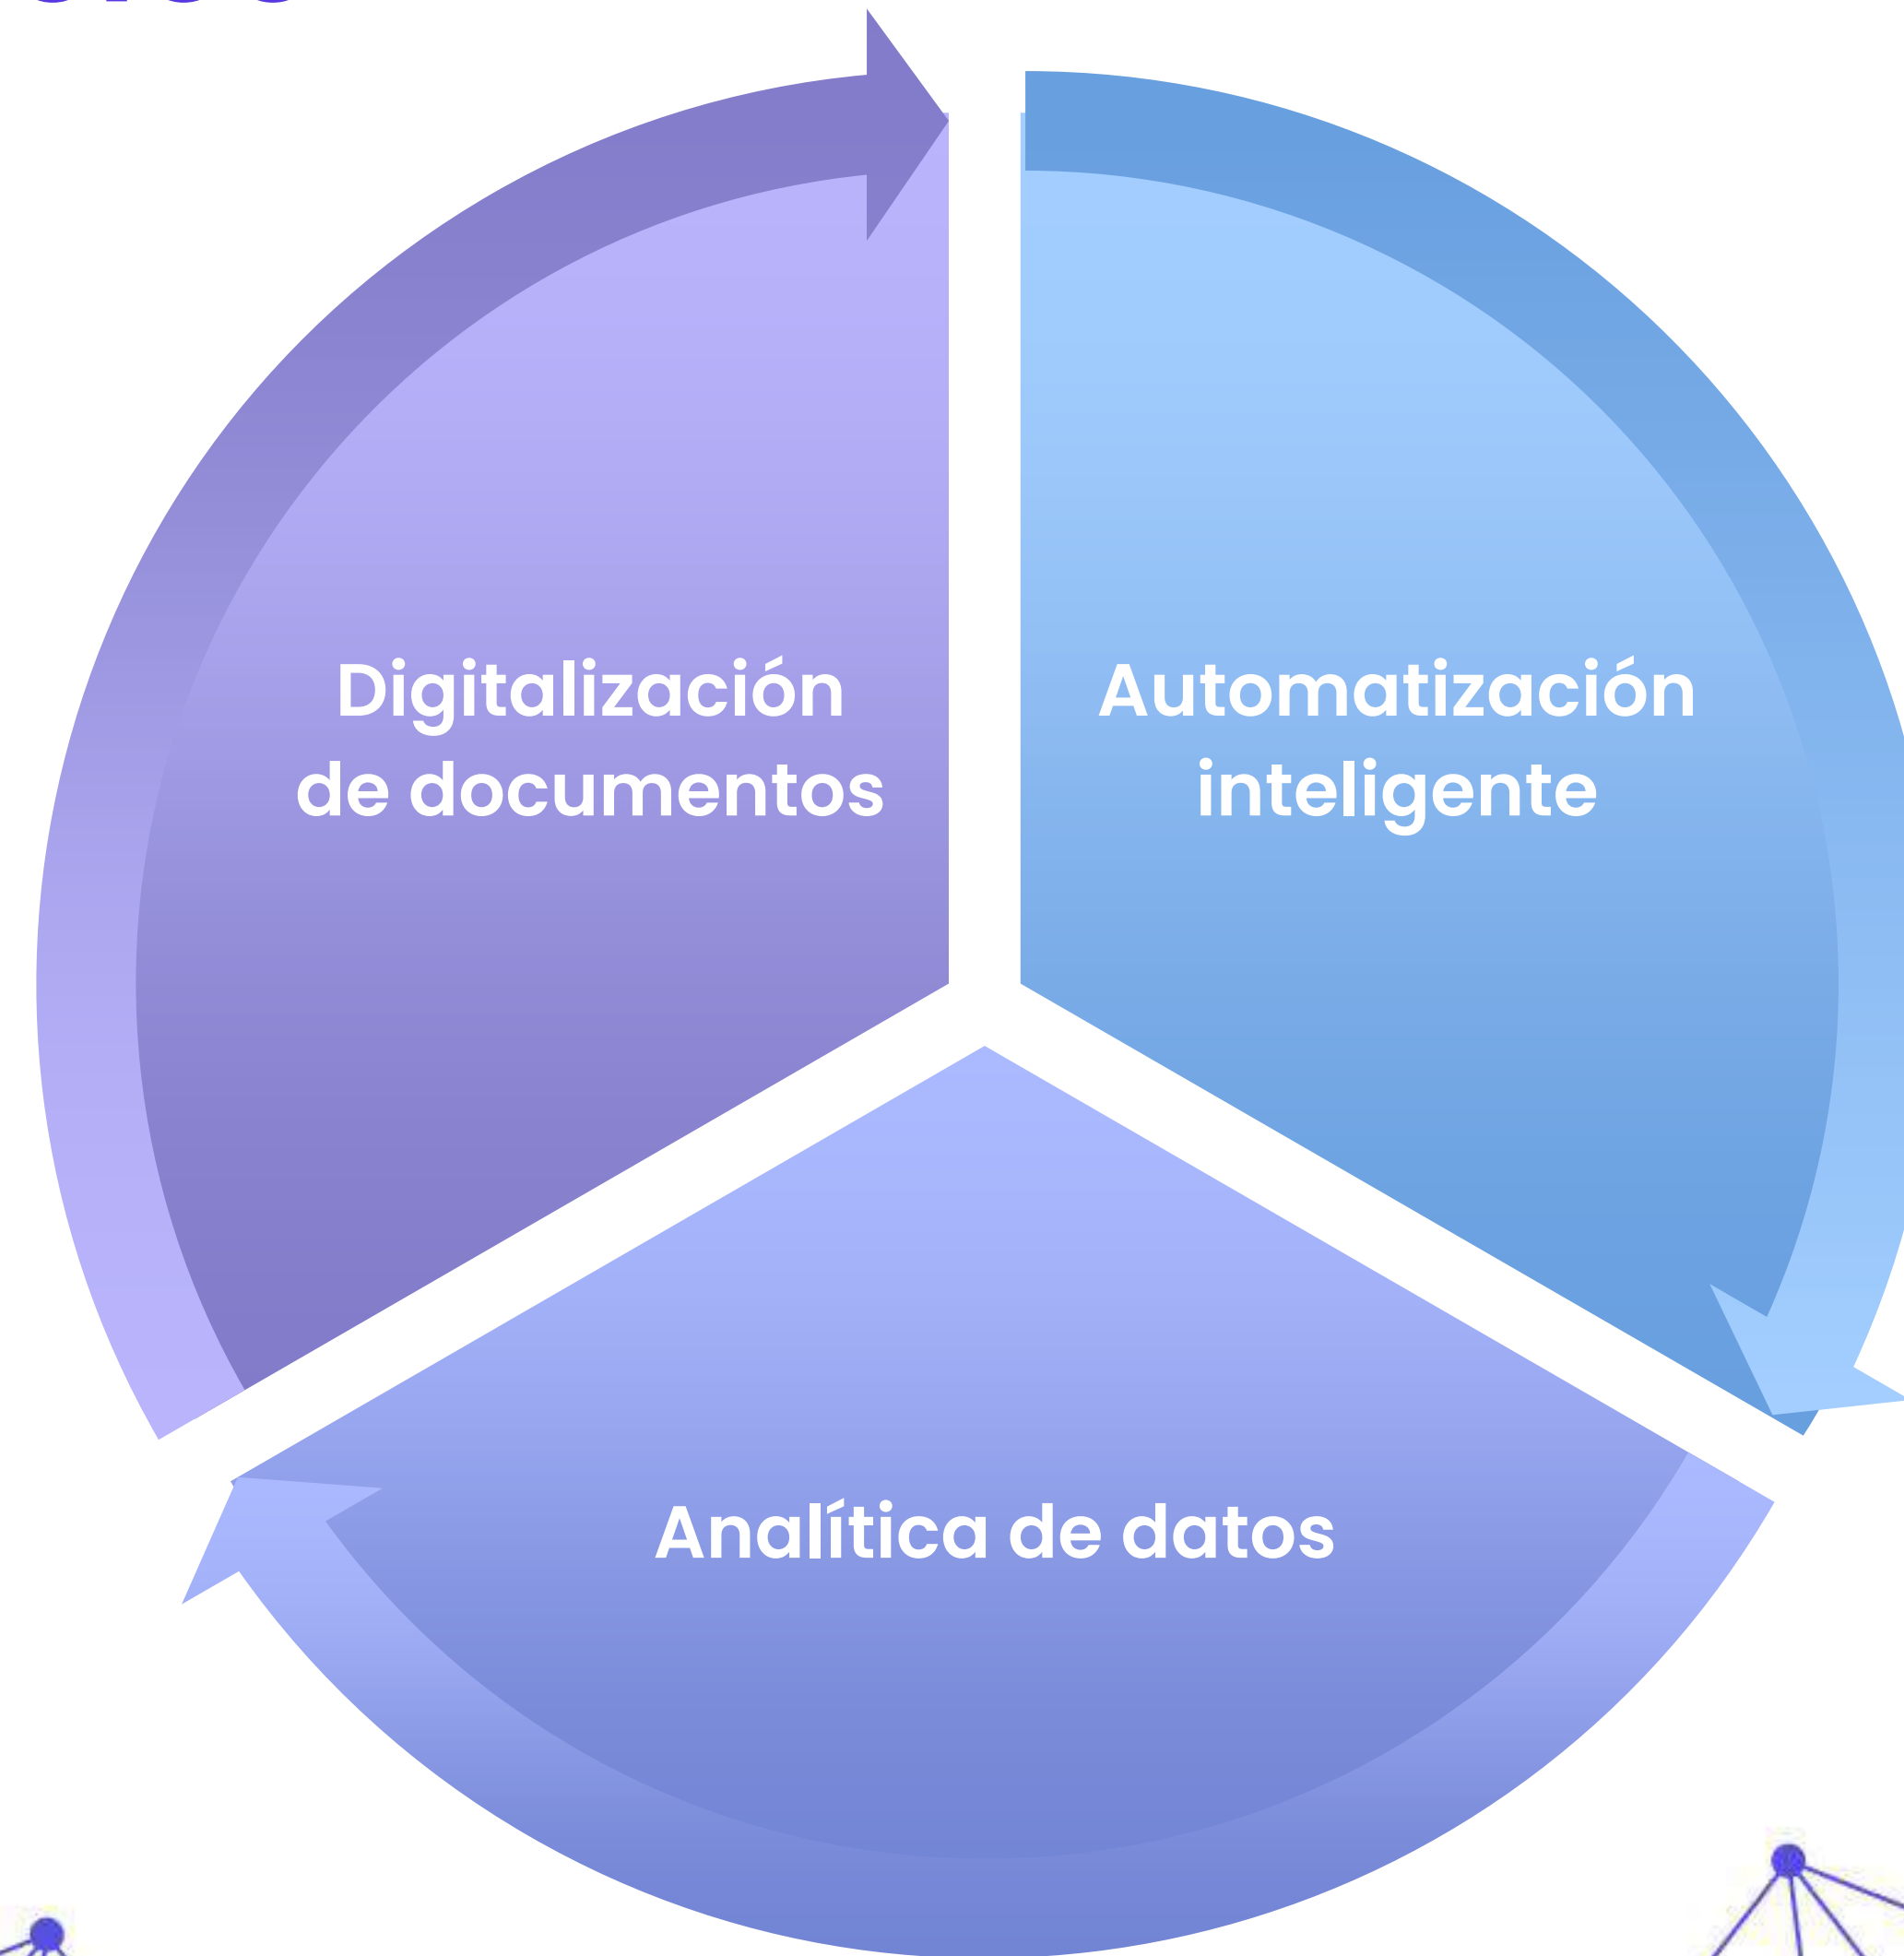 Digitalización
de documentos
Automatización
inteligente
Analítica de datos